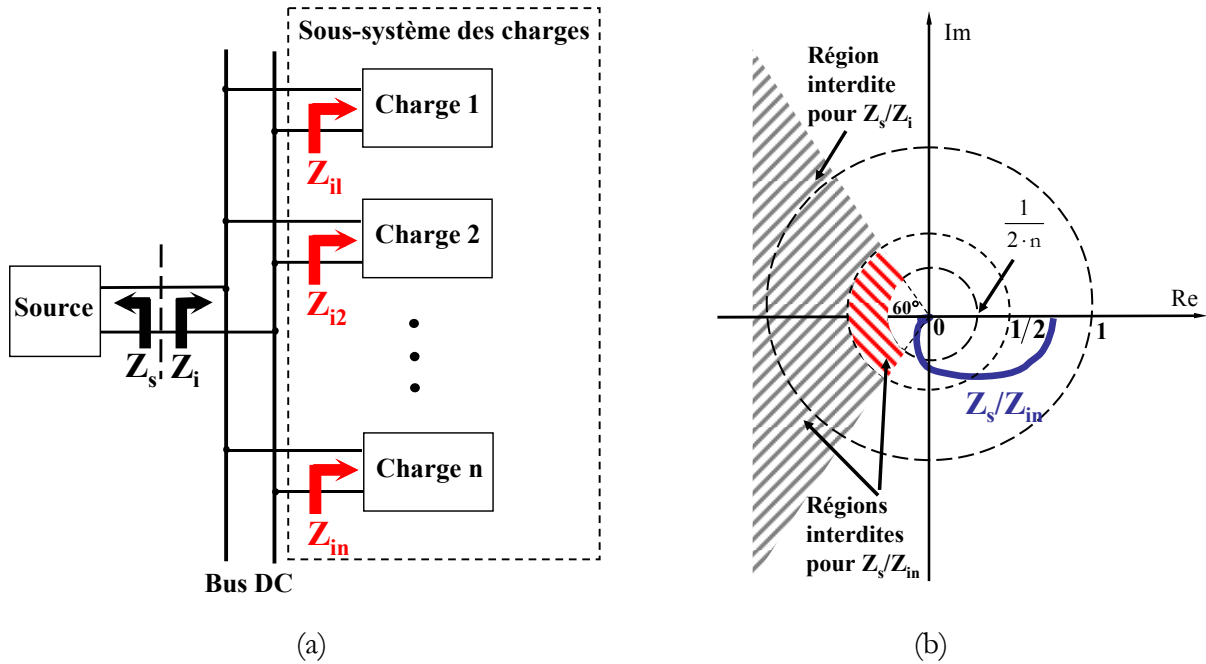 Sous-système des charges
Charge 1
Z_il
Charge 2
Z_i2
Source
Z_s
Z_i
Charge n
Z_in
Bus DC
(a)
Im
Région
interdite
pour Z_s/Z_i
1
2·n
Re
60°
0
1/2
1
Z_s/Z_in
Régions
interdites
pour Z_s/Z_in
(b)